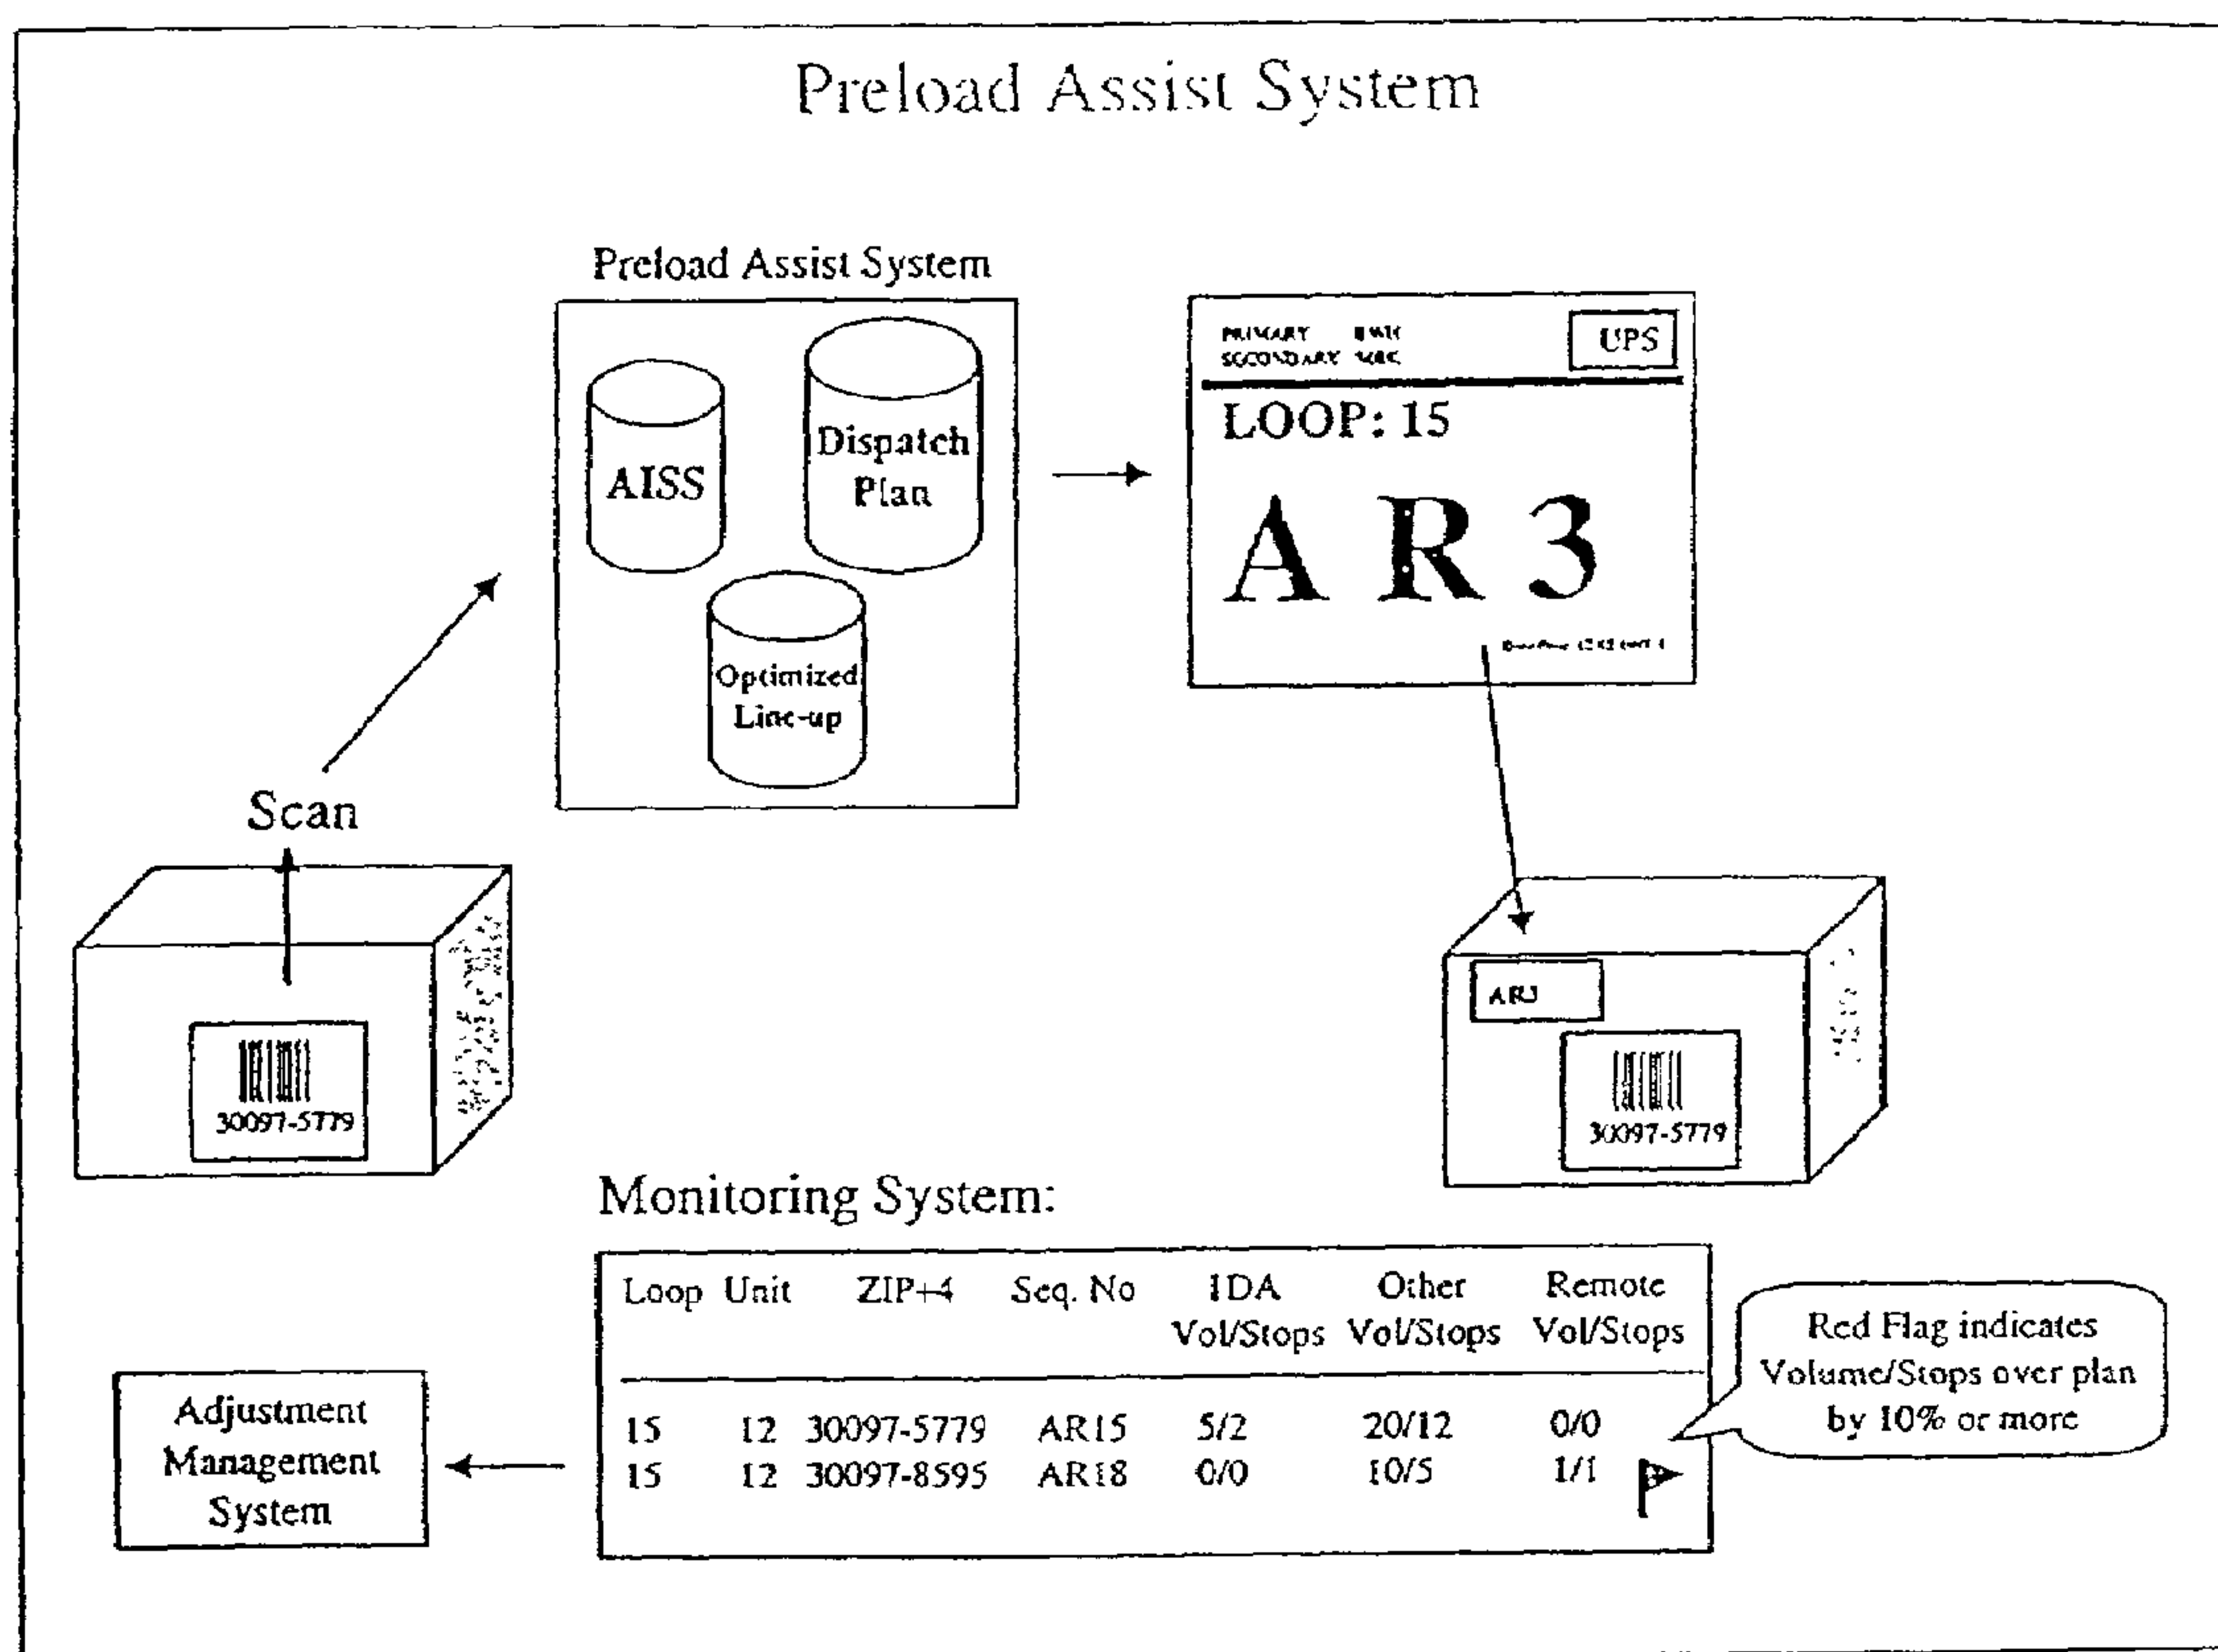 Preload Assist System
Preload Assist System
AISS
Dispatch
Plan
Optimized
Line-up
PRIMARY
SECONDARY
UPS
LOOP: 15
A R 3
Scan
30097-5779
AR3
30097-5779
Monitoring System:
Loop Unit ZIP+4 Seq. No IDA Other Remote
Vol/Stops Vol/Stops Vol/Stops
15 12 30097-5779 AR15 5/2 20/12 0/0
15 12 30097-8595 AR18 0/0 10/5 1/1
Red Flag indicates
Volume/Stops over plan
by 10% or more
Adjustment
Management
System